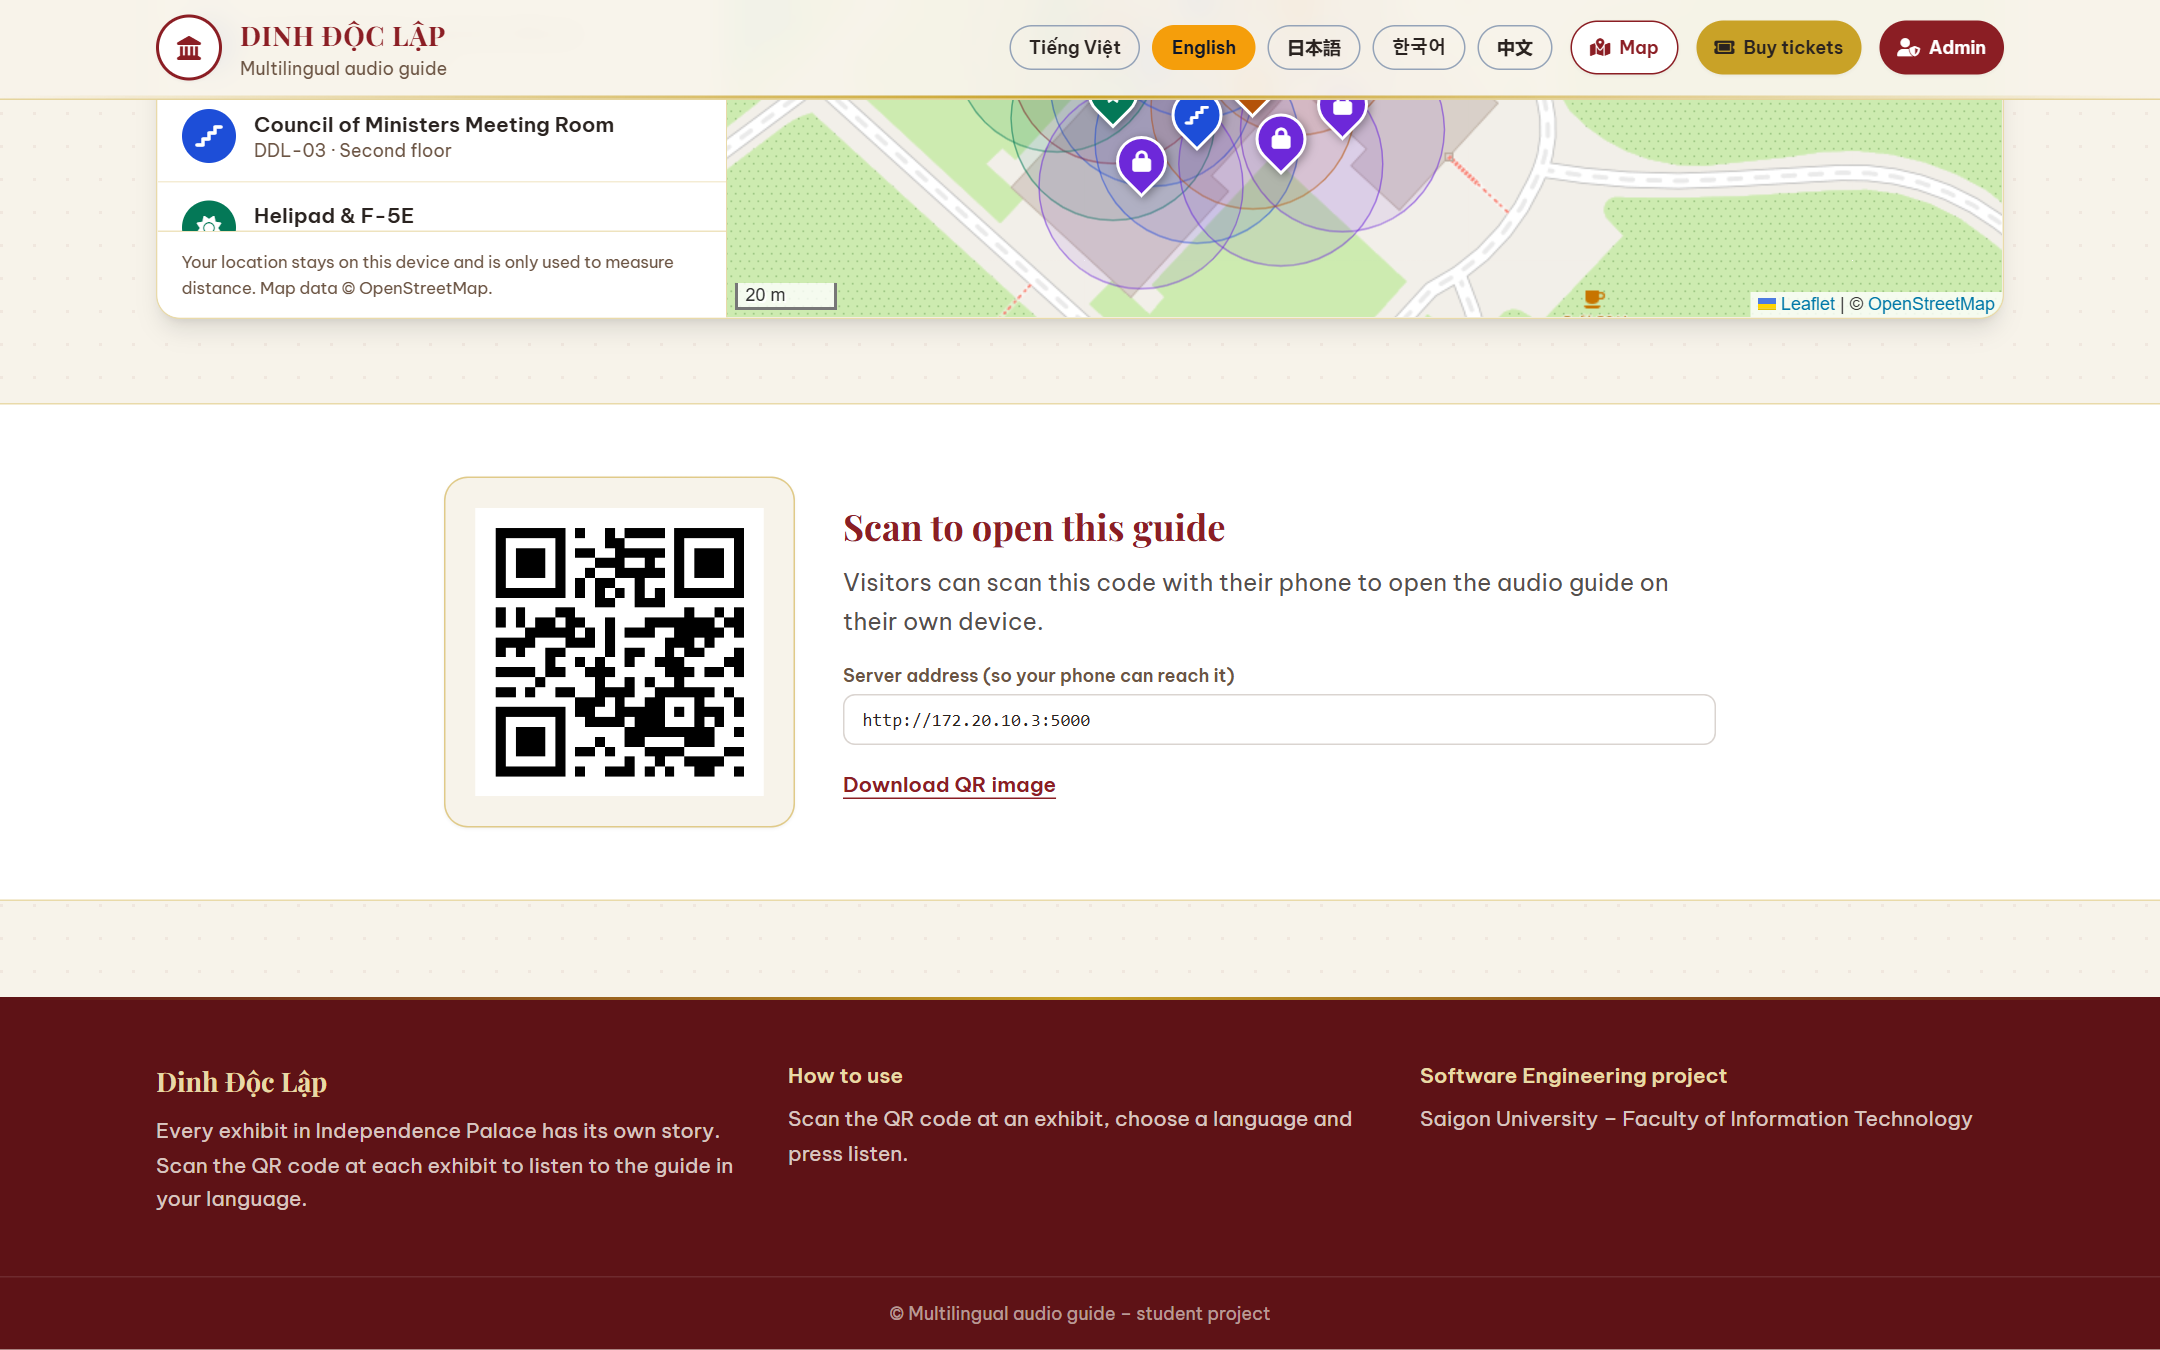 DINH ĐỘC LẬP
Multilingual audio guide
Tiếng Việt
English
日本語
한국어
中文
Map
Buy tickets
Admin
Council of Ministers Meeting Room
DDL-03 · Second floor
Helipad & F-5E
Your location stays on this device and is only used to measure
distance. Map data © OpenStreetMap.
20 m
Leaflet | © OpenStreetMap
Scan to open this guide
Visitors can scan this code with their phone to open the audio guide on
their own device.
Server address (so your phone can reach it)
http://172.20.10.3:5000
Download QR image
Dinh Độc Lập
Every exhibit in Independence Palace has its own story.
Scan the QR code at each exhibit to listen to the guide in
your language.
How to use
Scan the QR code at an exhibit, choose a language and
press listen.
Software Engineering project
Saigon University – Faculty of Information Technology
© Multilingual audio guide – student project